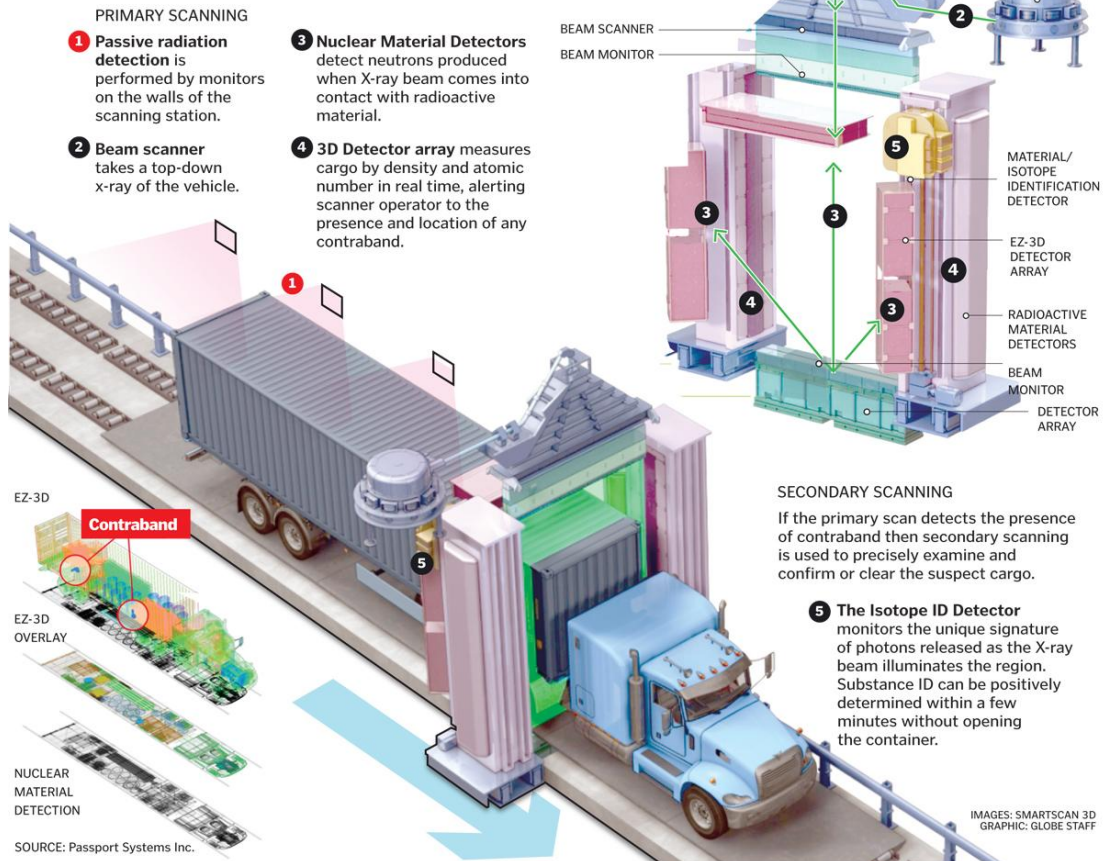 PRIMARY SCANNING
1 Passive radiation
detection is
performed by monitors
on the walls of the
scanning station.
2 Beam scanner
takes a top-down
x-ray of the vehicle.
3 Nuclear Material Detectors
detect neutrons produced
when X-ray beam comes into
contact with radioactive
material.
4 3D Detector array measures
cargo by density and atomic
number in real time, alerting
scanner operator to the
presence and location of any
contraband.
BEAM SCANNER
BEAM MONITOR
2
5
MATERIAL/
ISOTOPE
IDENTIFICATION
DETECTOR
3
3
EZ-3D
DETECTOR
ARRAY
4
4
3
RADIOACTIVE
MATERIAL
DETECTORS
BEAM
MONITOR
DETECTOR
ARRAY
1
5
EZ-3D
Contraband
EZ-3D
OVERLAY
NUCLEAR
MATERIAL
DETECTION
SOURCE: Passport Systems Inc.
SECONDARY SCANNING
If the primary scan detects the presence
of contraband then secondary scanning
is used to precisely examine and
confirm or clear the suspect cargo.
5 The Isotope ID Detector
monitors the unique signature
of photons released as the X-ray
beam illuminates the region.
Substance ID can be positively
determined within a few
minutes without opening
the container.
IMAGES: SMARTSCAN 3D
GRAPHIC: GLOBE STAFF